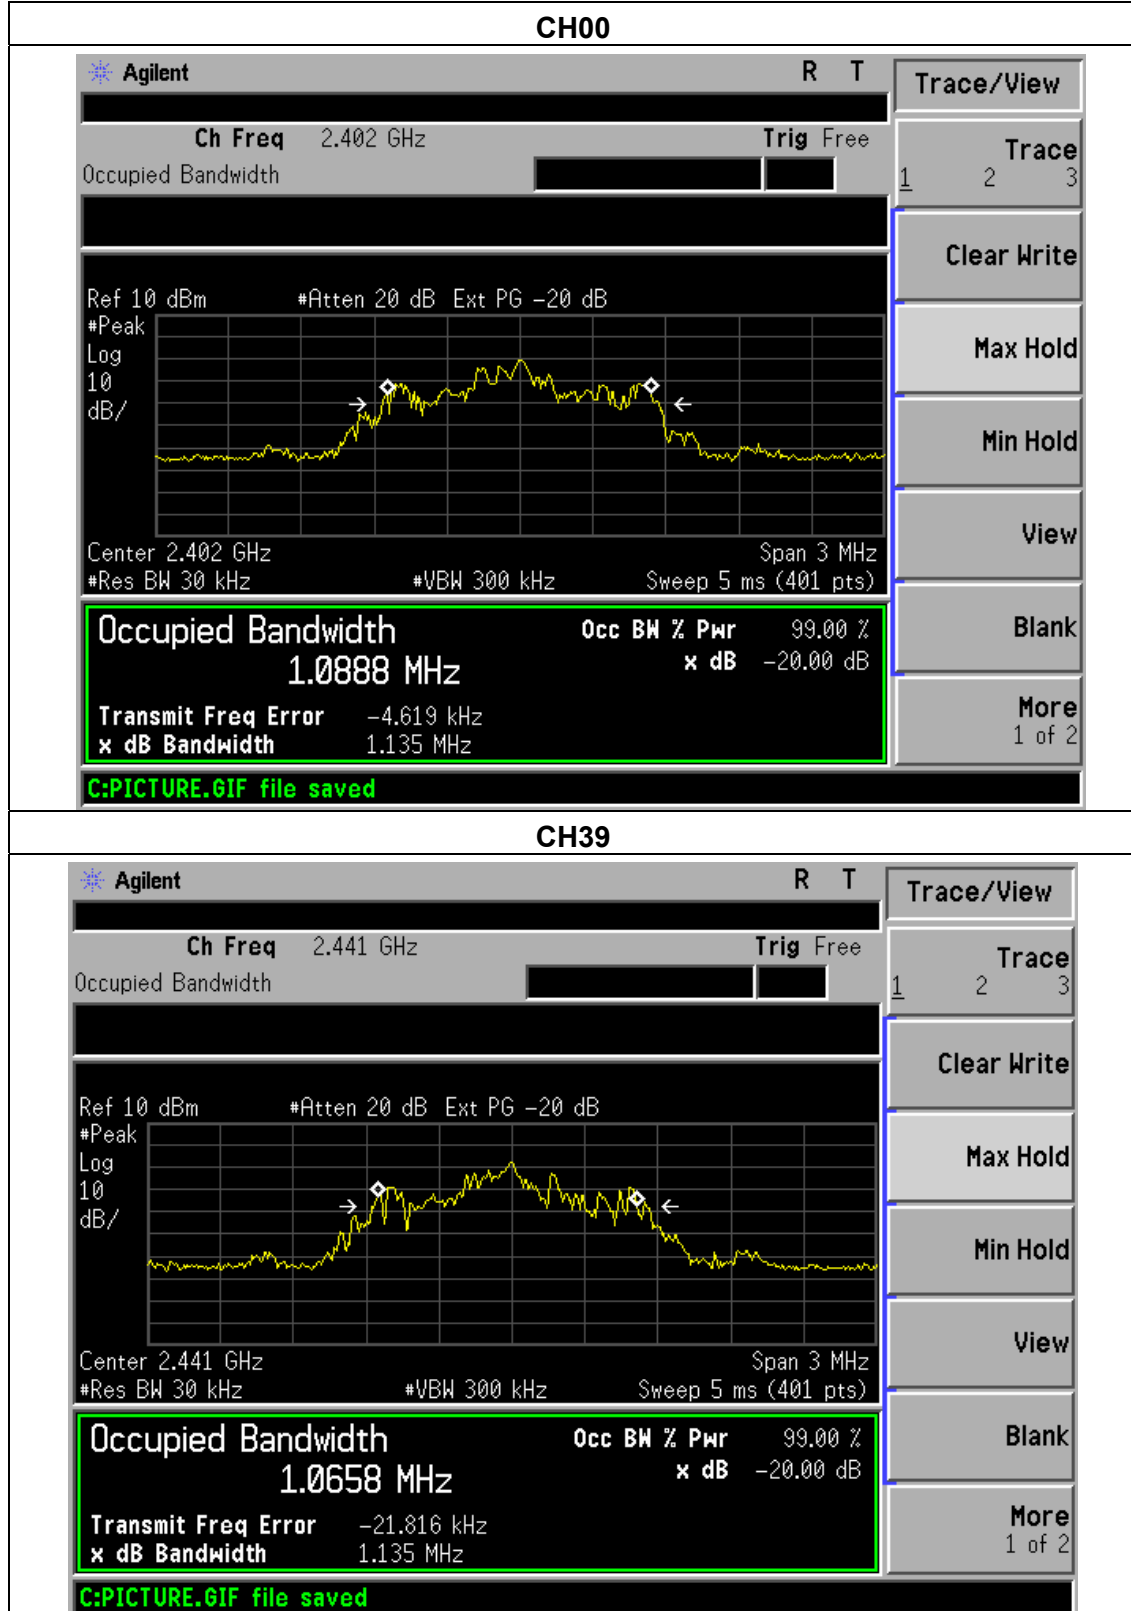 CH00
Agilent R T Trace/View
Ch Freq 2.402 GHz Trig Free
Occupied Bandwidth
Trace
1 2 3
Clear Write
Ref 10 dBm #Atten 20 dB Ext PG -20 dB
#Peak
Log
10
dB/
Max Hold
Min Hold
View
Center 2.402 GHz Span 3 MHz
#Res BW 30 kHz #VBW 300 kHz Sweep 5 ms (401 pts)
Occupied Bandwidth Occ BW % Pwr 99.00 %
1.0888 MHz x dB -20.00 dB
Blank
Transmit Freq Error -4.619 kHz
x dB Bandwidth 1.135 MHz
More
1 of 2
C:PICTURE.GIF file saved
CH39
Agilent R T Trace/View
Ch Freq 2.441 GHz Trig Free
Occupied Bandwidth
Trace
1 2 3
Clear Write
Ref 10 dBm #Atten 20 dB Ext PG -20 dB
#Peak
Log
10
dB/
Max Hold
Min Hold
View
Center 2.441 GHz Span 3 MHz
#Res BW 30 kHz #VBW 300 kHz Sweep 5 ms (401 pts)
Occupied Bandwidth Occ BW % Pwr 99.00 %
1.0658 MHz x dB -20.00 dB
Blank
Transmit Freq Error -21.816 kHz
x dB Bandwidth 1.135 MHz
More
1 of 2
C:PICTURE.GIF file saved